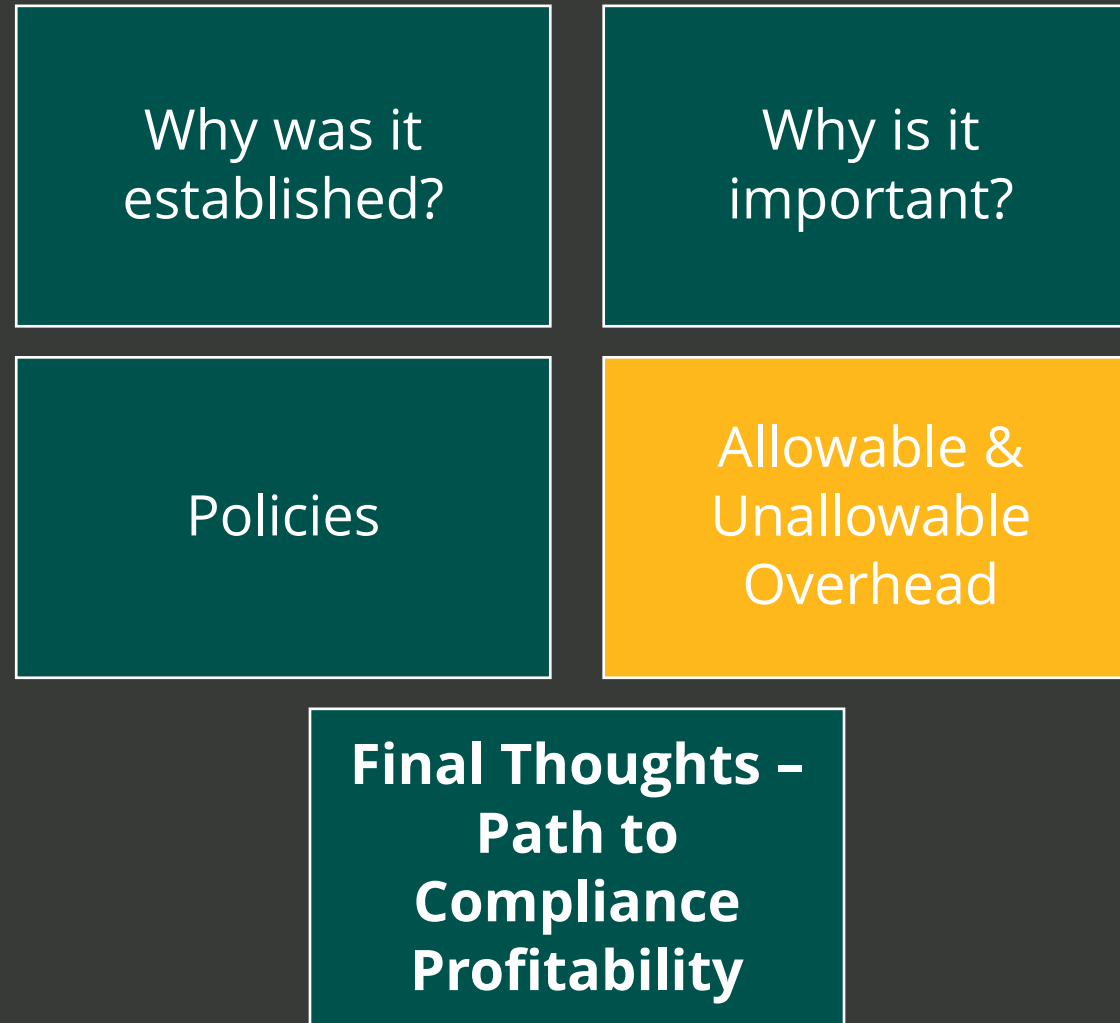 Why was it
established?
Why is it
important?
Policies
Allowable &
Unallowable
Overhead
Final Thoughts –
Path to
Compliance
Profitability